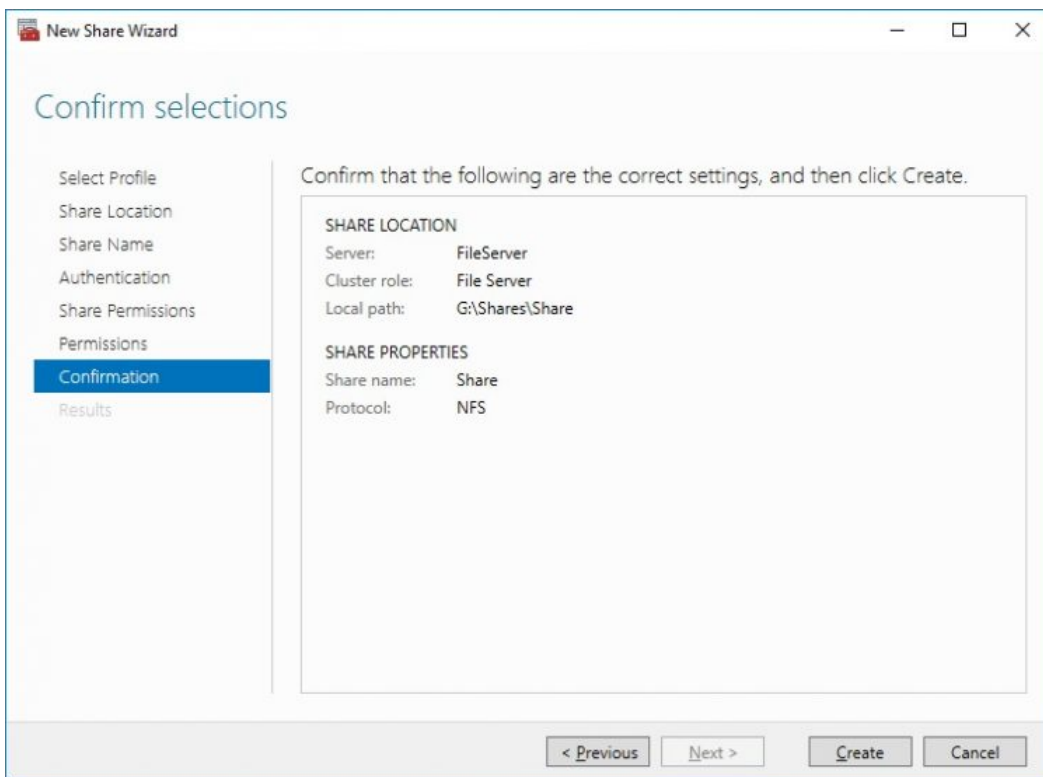 New Share Wizard
Confirm selections
Select Profile
Share Location
Share Name
Authentication
Share Permissions
Permissions
Confirmation
Results
Confirm that the following are the correct settings, and then click Create.
SHARE LOCATION
Server: FileServer
Cluster role: File Server
Local path: G:\Shares\Share
SHARE PROPERTIES
Share name: Share
Protocol: NFS
< Previous Next > Create Cancel